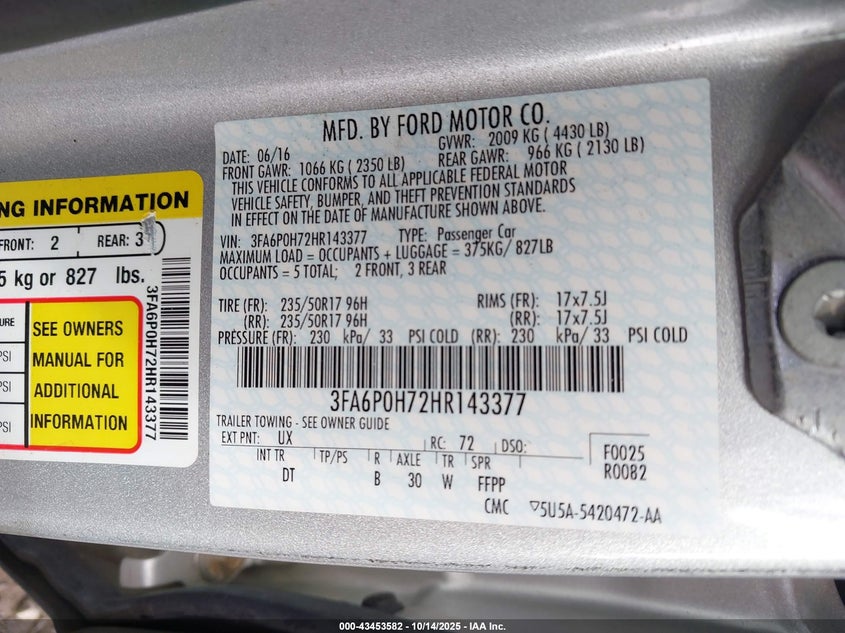 NG INFORMATION
FRONT: 2 REAR: 3
5 kg or 827 lbs.
URE
PSI
PSI
PSI
SEE OWNERS
MANUAL FOR
ADDITIONAL
INFORMATION
3FA6P0H72HR143377
MFD. BY FORD MOTOR CO.
DATE: 06/16 GVWR: 2009 KG ( 4430 LB)
FRONT GAWR: 1066 KG ( 2350 LB) REAR GAWR: 966 KG ( 2130 LB)
THIS VEHICLE CONFORMS TO ALL APPLICABLE FEDERAL MOTOR
VEHICLE SAFETY, BUMPER, AND THEFT PREVENTION STANDARDS
IN EFFECT ON THE DATE OF MANUFACTURE SHOWN ABOVE.
VIN: 3FA6P0H72HR143377 TYPE: Passenger Car
MAXIMUM LOAD = OCCUPANTS + LUGGAGE = 375KG/ 827LB
OCCUPANTS = 5 TOTAL; 2 FRONT, 3 REAR
TIRE (FR): 235/50R17 96H RIMS (FR): 17x7.5J
(RR): 235/50R17 96H (RR): 17x7.5J
PRESSURE (FR): 230 kPa/ 33 PSI COLD (RR): 230 kPa/ 33 PSI COLD
3FA6P0H72HR143377
TRAILER TOWING - SEE OWNER GUIDE
EXT PNT: UX RC: 72 DSO: F0025
INT TR TP/PS R AXLE TR SPR R0082
DT B 30 W FFPP
CMC ▽5U5A-5420472-AA
000-43453582 - 10/14/2025 - IAA Inc.